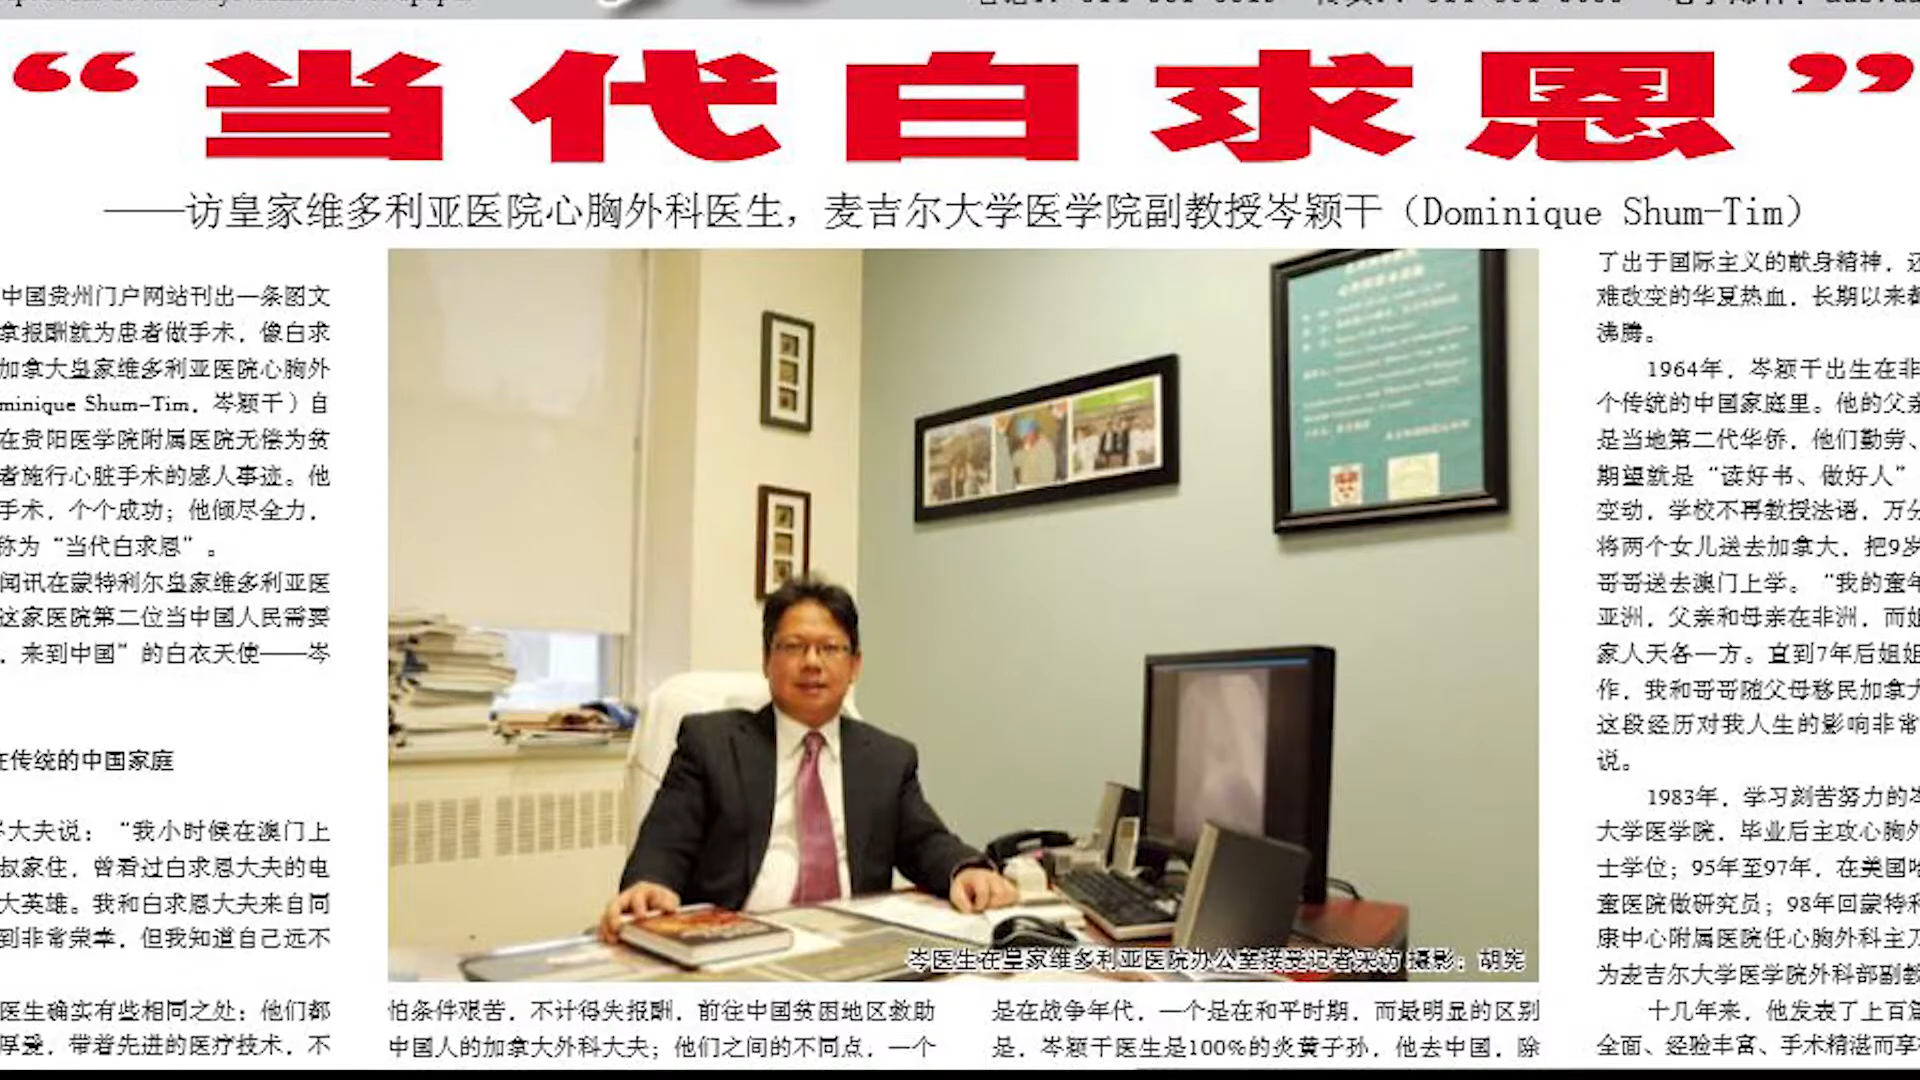 “当代白求恩”
——访皇家维多利亚医院心胸外科医生，麦吉尔大学医学院副教授岑颖干（Dominique Shum-Tim）
中国贵州门户网站刊出一条图文
拿报酬就为患者做手术，像白求
加拿大皇家维多利亚医院心胸外
minique Shum-Tim，岑颖干）自
在贵阳医学院附属医院无偿为贫
者施行心脏手术的感人事迹。他
手术，个个成功；他倾尽全力，
称为“当代白求恩”。
闻讯在蒙特利尔皇家维多利亚医
这家医院第二位当中国人民需要
，来到中国”的白衣天使——岑
在传统的中国家庭
岑大夫说：“我小时候在澳门上
叔家住，曾看过白求恩大夫的电
大英雄。我和白求恩大夫来自同
到非常荣幸，但我知道自己远不
医生确实有些相同之处：他们都
厚爱，带着先进的医疗技术，不
岑医生在皇家维多利亚医院办公室接受记者采访 摄影：胡宪
怕条件艰苦，不计得失报酬，前往中国贫困地区救助
中国人的加拿大外科大夫；他们之间的不同点，一个
是在战争年代，一个是在和平时期，而最明显的区别
是，岑颖干医生是100%的炎黄子孙，他去中国，除
了出于国际主义的献身精神，还
难改变的华夏热血，长期以来都
沸腾。
1964年，岑颖干出生在非
个传统的中国家庭里。他的父亲
是当地第二代华侨，他们勤劳、
期望就是“读好书、做好人”
变动，学校不再教授法语，万分
将两个女儿送去加拿大，把9岁
哥哥送去澳门上学。“我的童年
亚洲，父亲和母亲在非洲，而姐
家人天各一方。直到7年后姐姐
作，我和哥哥随父母移民加拿大
这段经历对我人生的影响非常
说。
1983年，学习刻苦努力的岑
大学医学院，毕业后主攻心胸外
士学位；95年至97年，在美国哈
童医院做研究员；98年回蒙特利
康中心附属医院任心胸外科主刀
为麦吉尔大学医学院外科部副教
十几年来，他发表了上百篇
全面、经验丰富、手术精湛而享